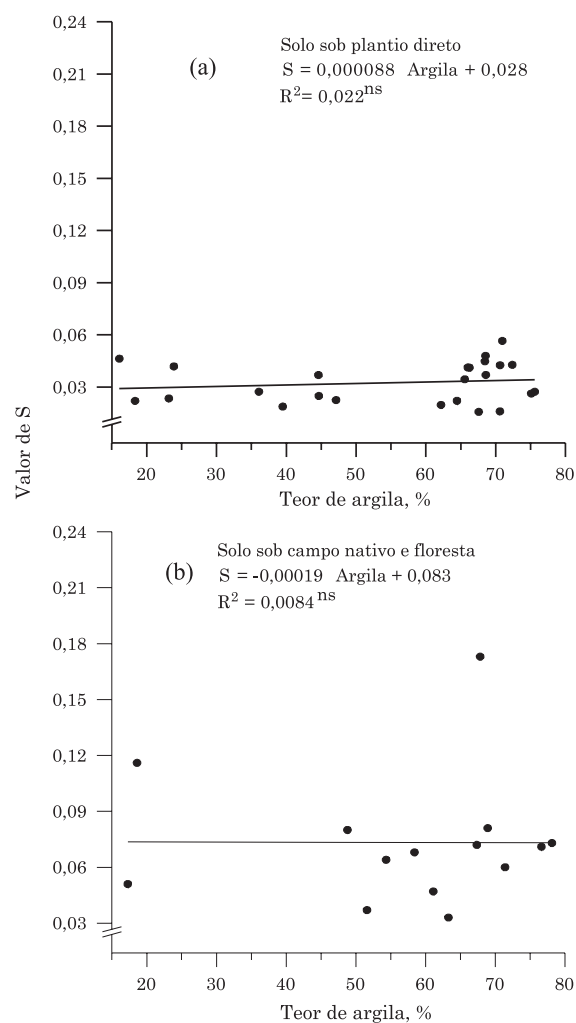 0,24
Solo sob plantio direto
(a)
S = 0,000088 Argila + 0,028
R²= 0,022ns
0,21
0,18
0,15
0,12
0,09
0,06
0,03
20 30 40 50 60 70 80
Teor de argila, %
Valor de S
0,24
Solo sob campo nativo e floresta
(b)
S = -0,00019 Argila + 0,083
R² = 0,0084ns
0,21
0,18
0,15
0,12
0,09
0,06
0,03
20 30 40 50 60 70 80
Teor de argila, %